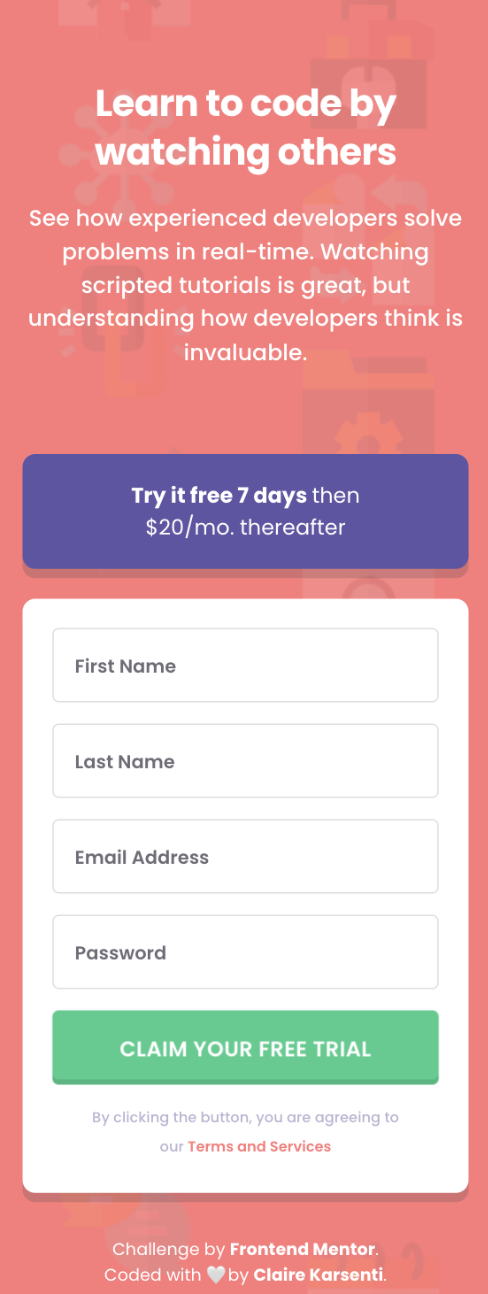 Learn to code by
watching others
See how experienced developers solve
problems in real-time. Watching
scripted tutorials is great, but
understanding how developers think is
invaluable.
Try it free 7 days then
$20/mo. thereafter
First Name
Last Name
Email Address
Password
CLAIM YOUR FREE TRIAL
By clicking the button, you are agreeing to
our Terms and Services
Challenge by Frontend Mentor.
Coded with 🤍 by Claire Karsenti.